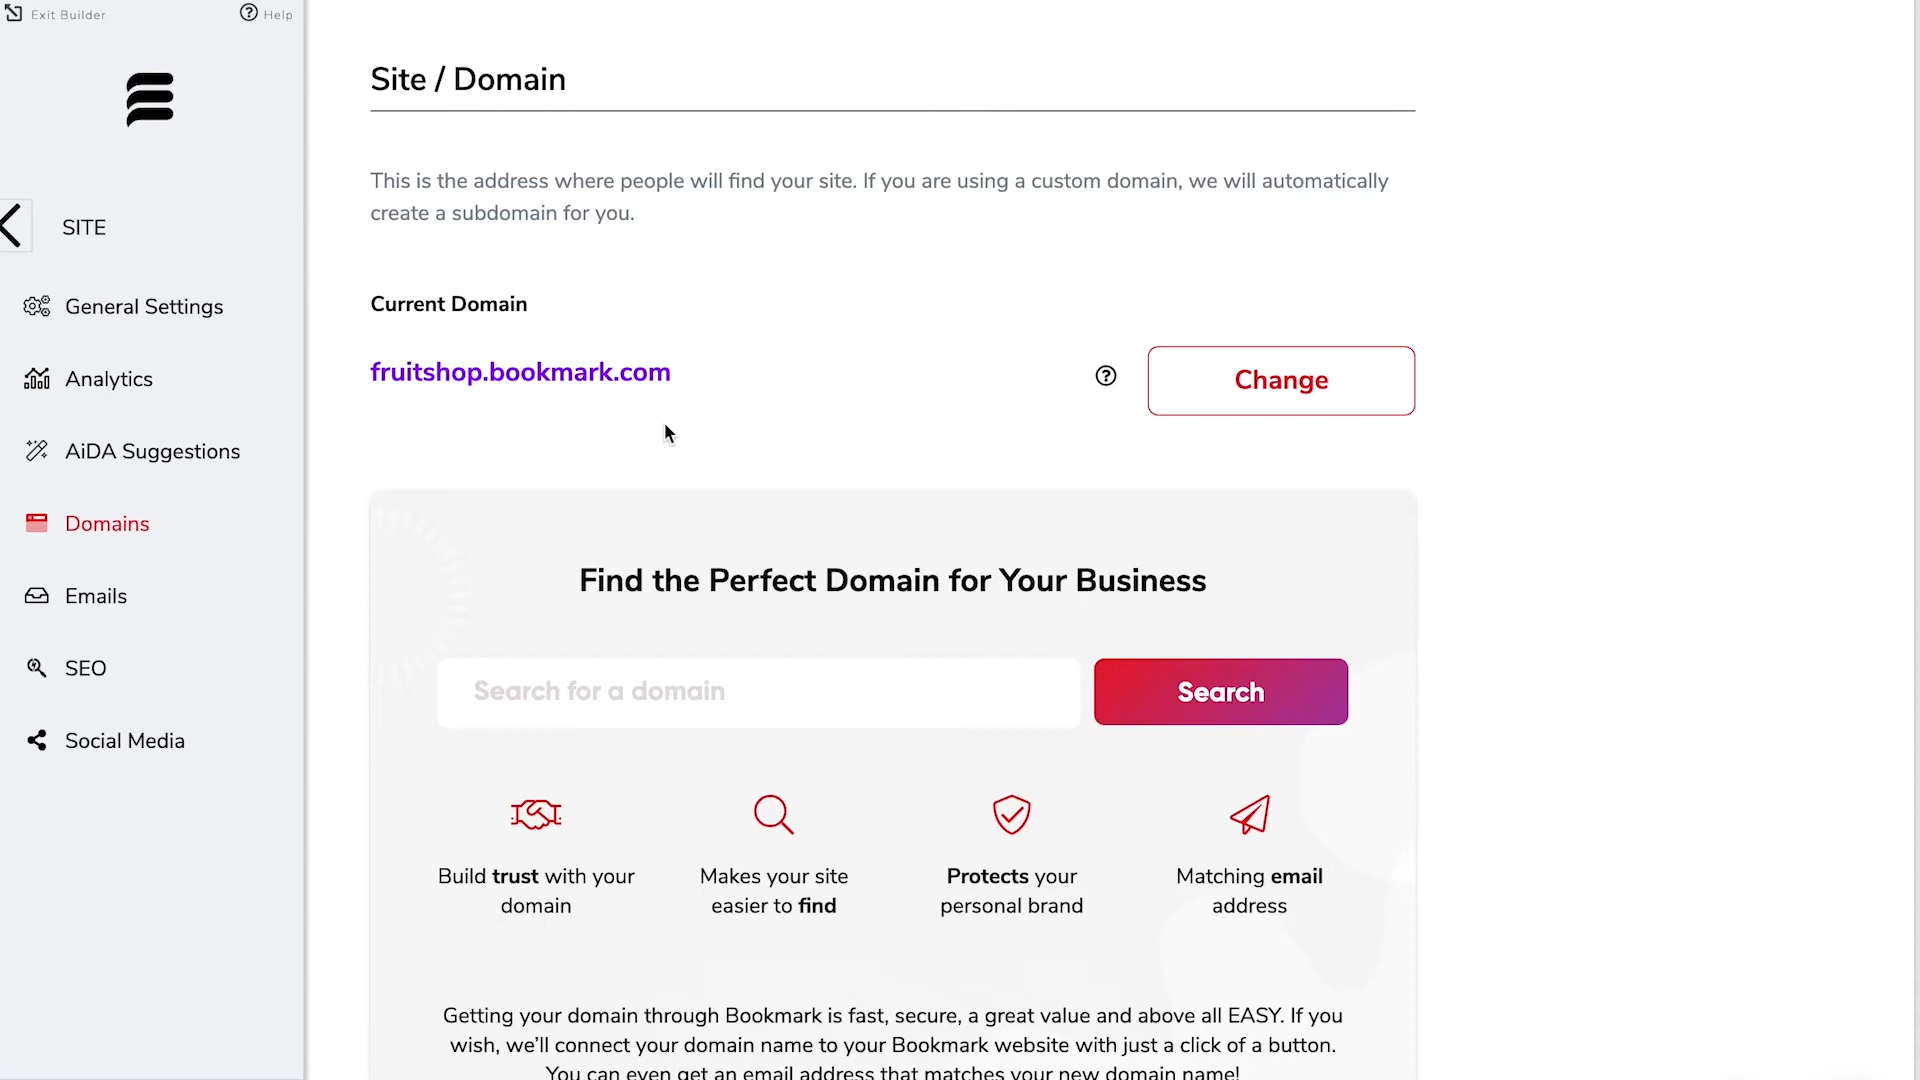 Exit Builder
Help
SITE
General Settings
Analytics
AiDA Suggestions
Domains
Emails
SEO
Social Media
Site / Domain
This is the address where people will find your site. If you are using a custom domain, we will automatically
create a subdomain for you.
Current Domain
fruitshop.bookmark.com
Change
Find the Perfect Domain for Your Business
Search for a domain
Search
Build trust with your
domain
Makes your site
easier to find
Protects your
personal brand
Matching email
address
Getting your domain through Bookmark is fast, secure, a great value and above all EASY. If you
wish, we’ll connect your domain name to your Bookmark website with just a click of a button.
You can even get an email address that matches your new domain name!